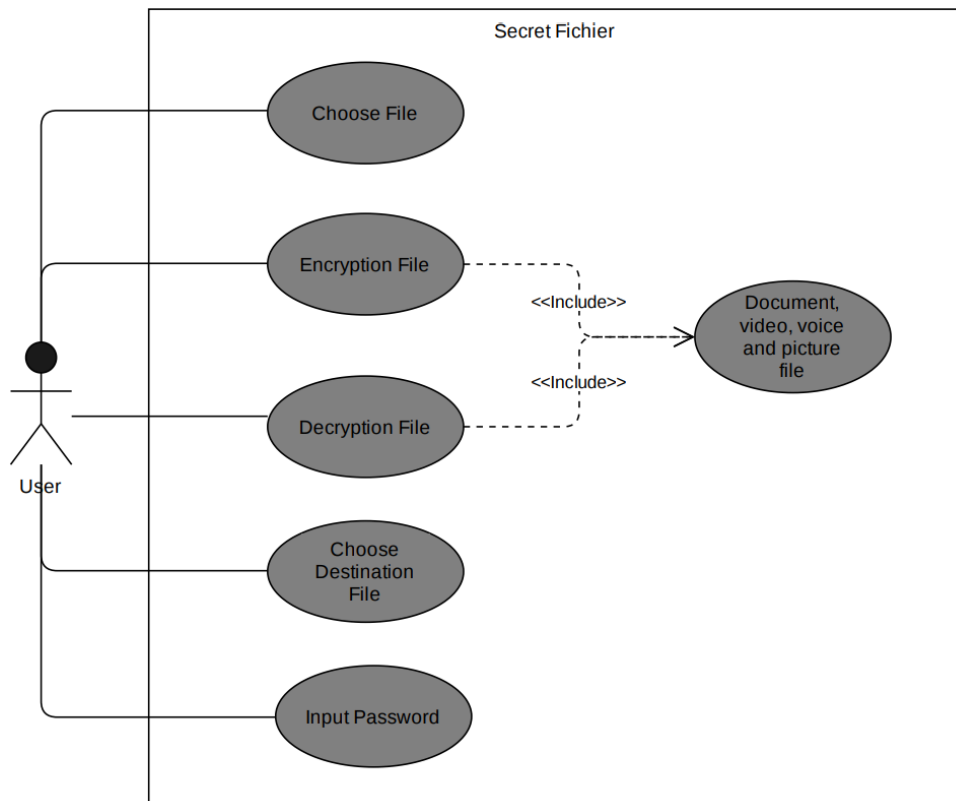 Secret Fichier
Choose File
Encryption File
<<Include>>
Document,
video, voice
and picture
file
<<Include>>
Decryption File
User
Choose
Destination
File
Input Password